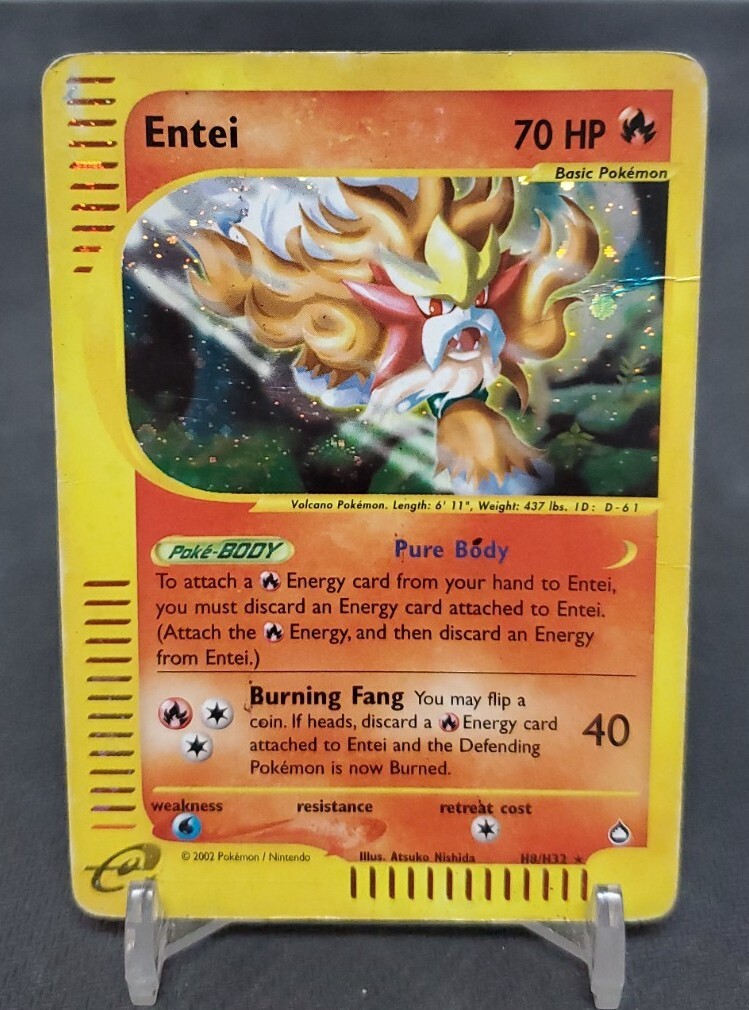 Entei 70 HP
Basic Pokémon
Volcano Pokémon. Length: 6' 11", Weight: 437 lbs. ID: D-61
Poké-BODY Pure Body
To attach a Energy card from your hand to Entei,
you must discard an Energy card attached to Entei.
(Attach the Energy, and then discard an Energy
from Entei.)
Burning Fang You may flip a
coin. If heads, discard a Energy card 40
attached to Entei and the Defending
Pokémon is now Burned.
weakness resistance retreat cost
© 2002 Pokémon / Nintendo Illus. Atsuko Nishida H8/H32 ★
e